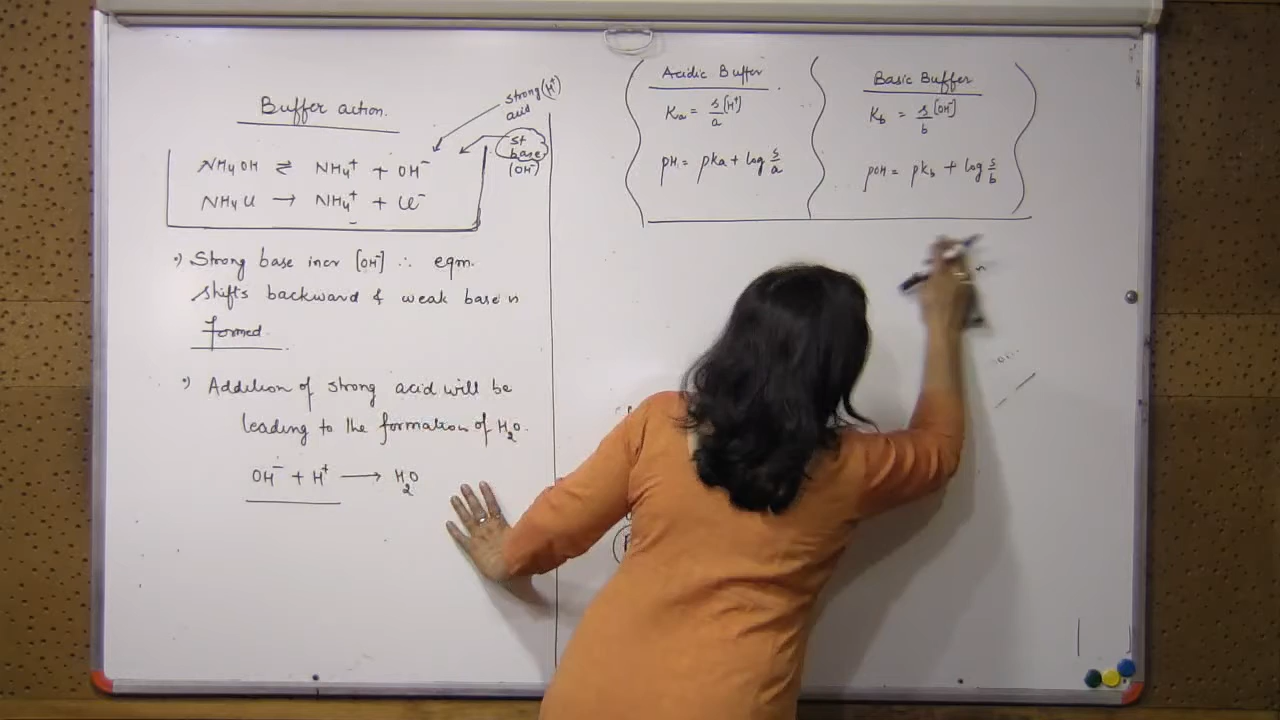 Buffer action.
strong (H⁺)
acid
st
base
(OH⁻)
NH4OH ⇌ NH4⁺ + OH⁻
NH4Cl → NH4⁺ + Cl⁻
•) Strong base incr [OH⁻] ∴ eqm.
shifts backward & weak base is
formed.
•) Addition of strong acid will be
leading to the formation of H2O.
OH⁻ + H⁺ → H2O
Acidic Buffer
Ka = s/a [H⁺]
pH = pka + log s/a
Basic Buffer
Kb = s/b [OH⁻]
pOH = pKb + log s/b